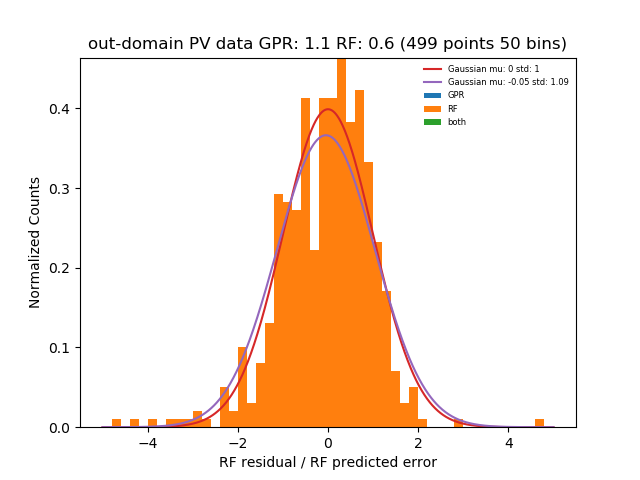 out-domain PV data GPR: 1.1 RF: 0.6 (499 points 50 bins)
Gaussian mu: 0 std: 1
Gaussian mu: -0.05 std: 1.09
GPR
RF
both
Normalized Counts
0.4
0.3
0.2
0.1
0.0
−4
−2
0
2
4
RF residual / RF predicted error